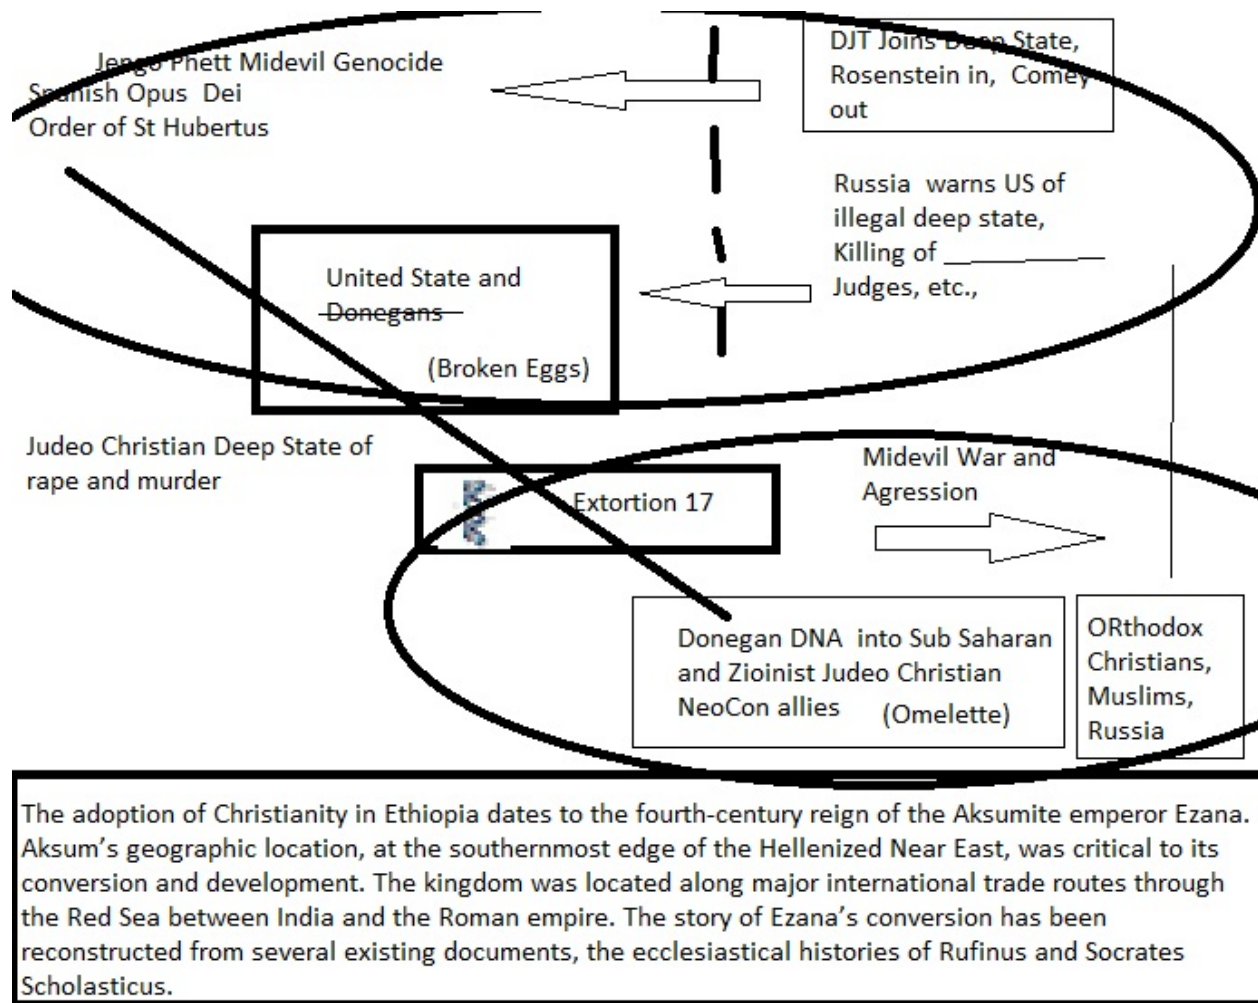 Jengo Phett Midevil Genocide
Spanish Opus Dei
Order of St Hubertus
DJT Joins Deep State,
Rosenstein in, Comey
out
Russia warns US of
illegal deep state,
Killing of ___________
Judges, etc.,
United State and
Donegans
(Broken Eggs)
Judeo Christian Deep State of
rape and murder
Extortion 17
Midevil War and
Agression
Donegan DNA into Sub Saharan
and Zioinist Judeo Christian
NeoCon allies (Omelette)
ORthodox
Christians,
Muslims,
Russia
The adoption of Christianity in Ethiopia dates to the fourth-century reign of the Aksumite emperor Ezana.
Aksum’s geographic location, at the southernmost edge of the Hellenized Near East, was critical to its
conversion and development. The kingdom was located along major international trade routes through
the Red Sea between India and the Roman empire. The story of Ezana’s conversion has been
reconstructed from several existing documents, the ecclesiastical histories of Rufinus and Socrates
Scholasticus.